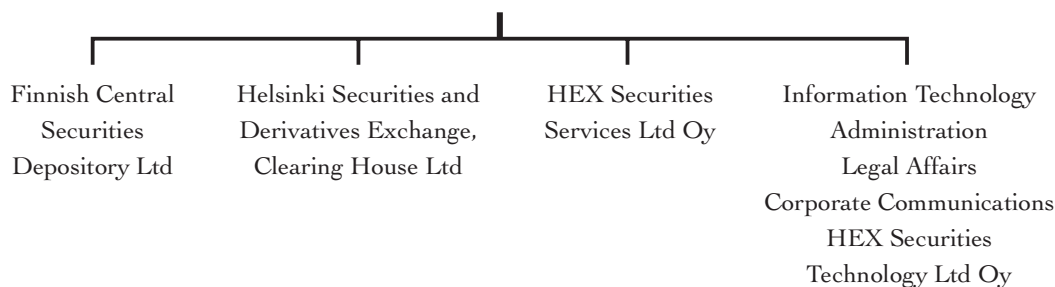 Finnish Central
Securities
Depository Ltd
Helsinki Securities and
Derivatives Exchange,
Clearing House Ltd
HEX Securities
Services Ltd Oy
Information Technology
Administration
Legal Affairs
Corporate Communications
HEX Securities
Technology Ltd Oy